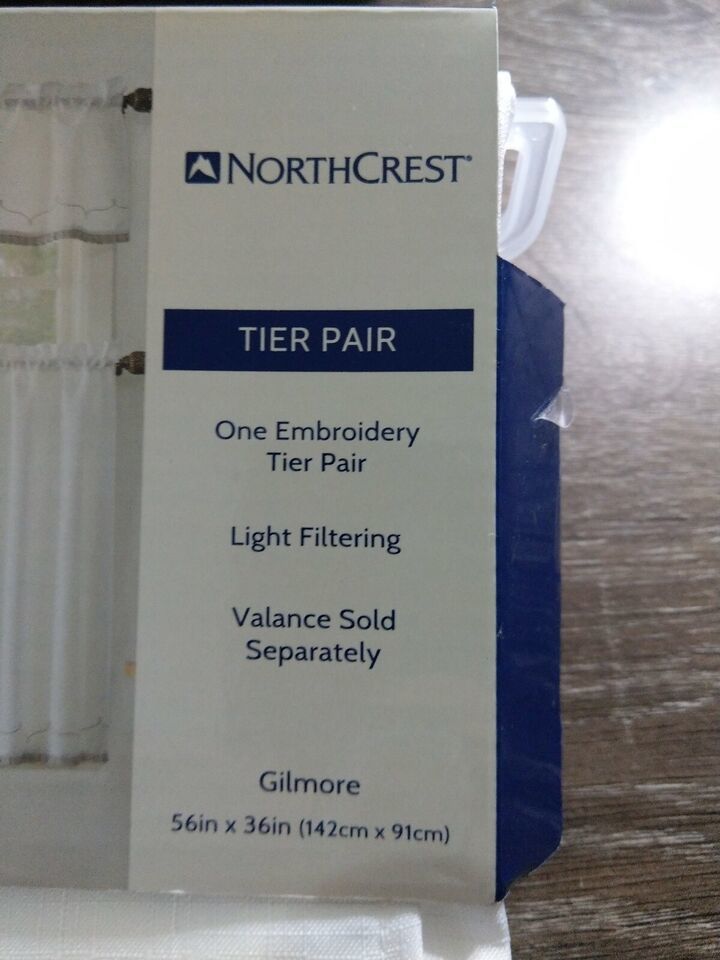 NORTHCREST®
TIER PAIR
One Embroidery
Tier Pair
Light Filtering
Valance Sold
Separately
Gilmore
56in x 36in (142cm x 91cm)